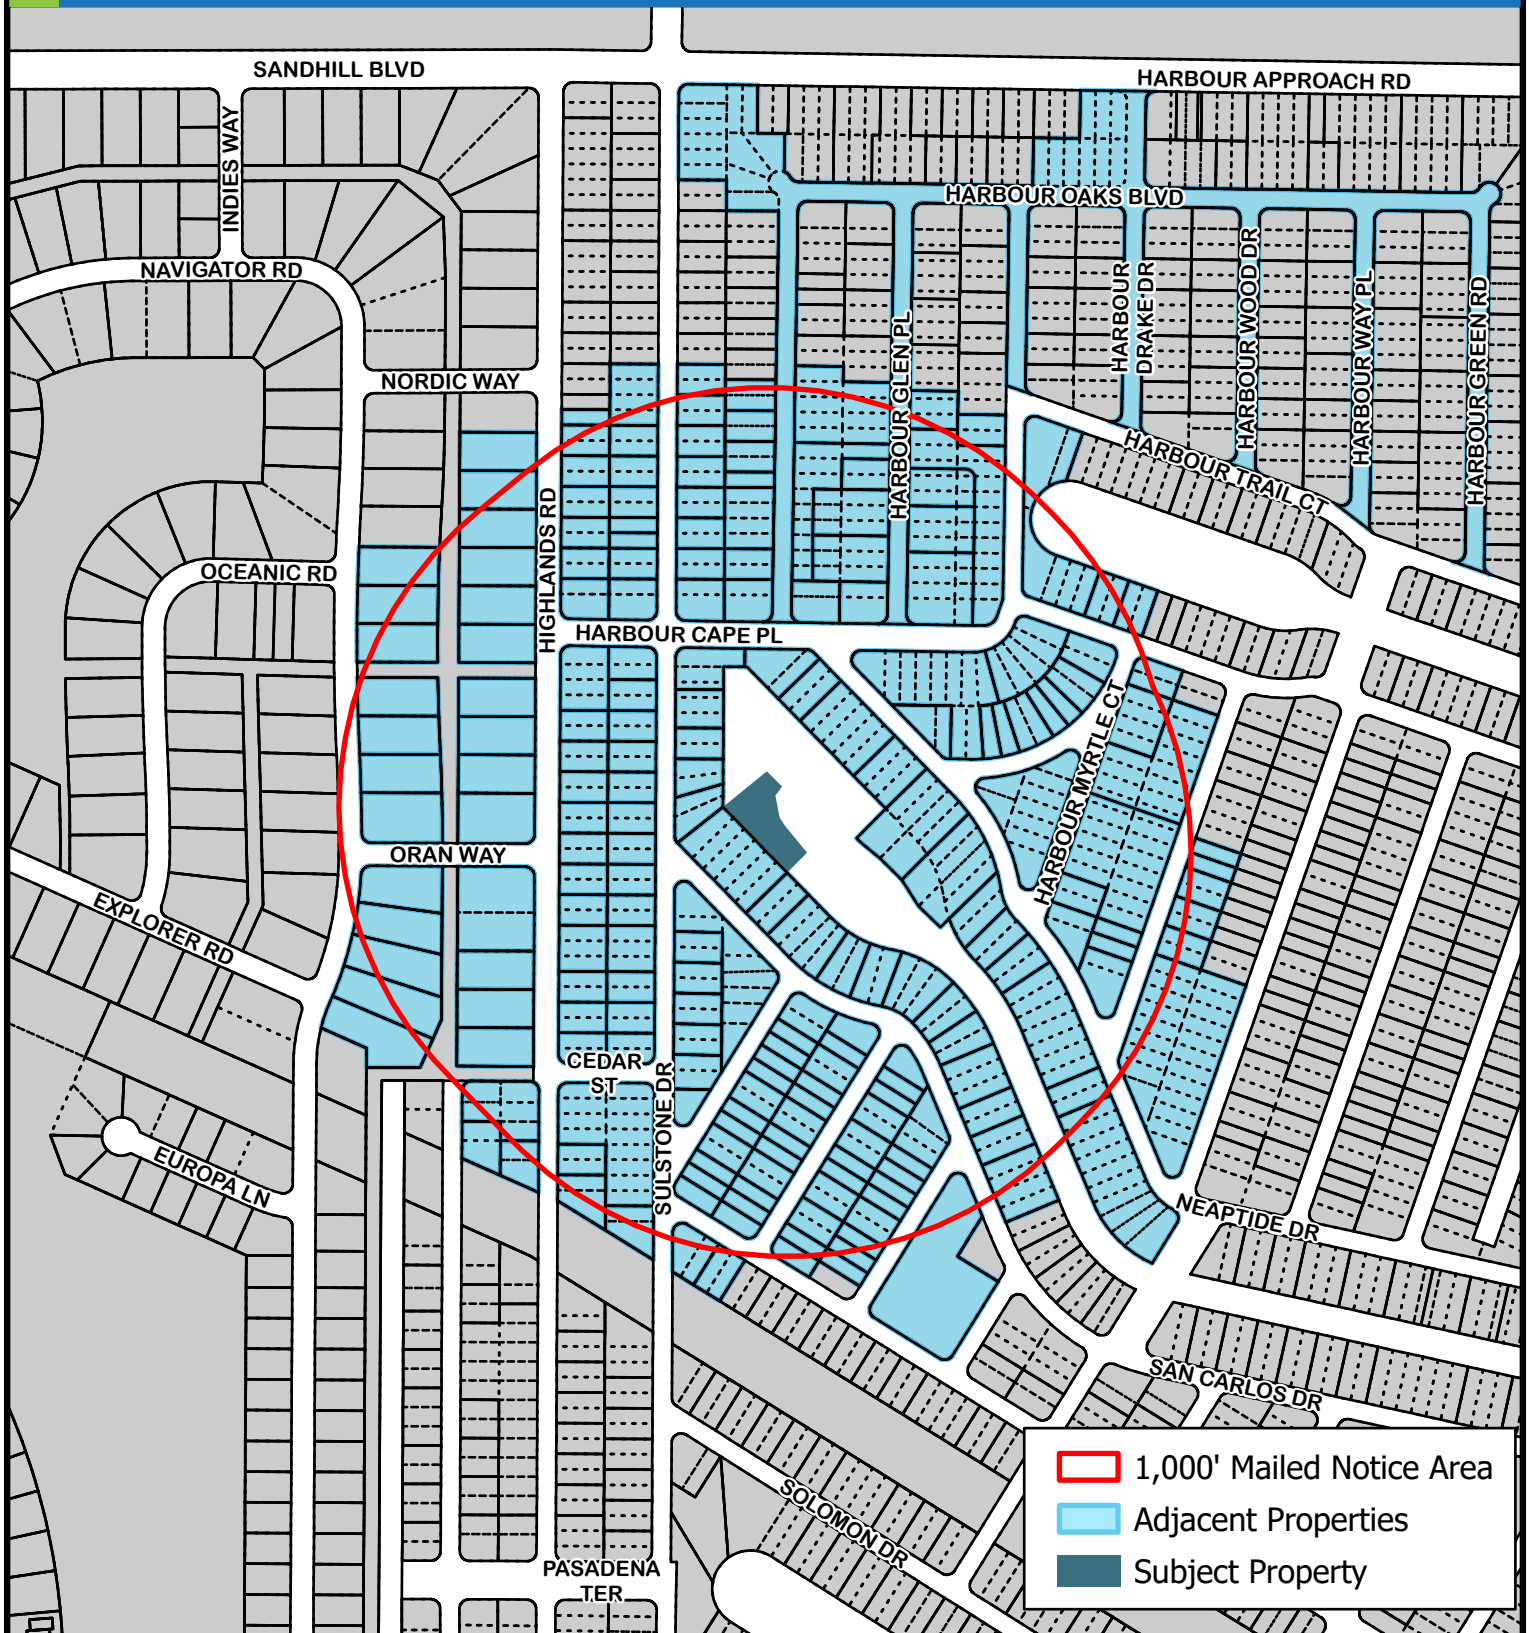 SANDHILL BLVD
HARBOUR APPROACH RD
INDIES WAY
HARBOUR OAKS BLVD
NAVIGATOR RD
HARBOUR
DRAKE DR
HARBOUR WOOD DR
HARBOUR WAY PL
HARBOUR GREEN RD
HARBOUR GLEN PL
NORDIC WAY
HARBOUR TRAIL CT
HIGHLANDS RD
OCEANIC RD
HARBOUR CAPE PL
HARBOUR MYRTLE CT
ORAN WAY
EXPLORER RD
CEDAR
ST
SULSTONE DR
EUROPA LN
NEAPTIDE DR
SAN CARLOS DR
SOLOMON DR
PASADENA
TER
1,000' Mailed Notice Area
Adjacent Properties
Subject Property